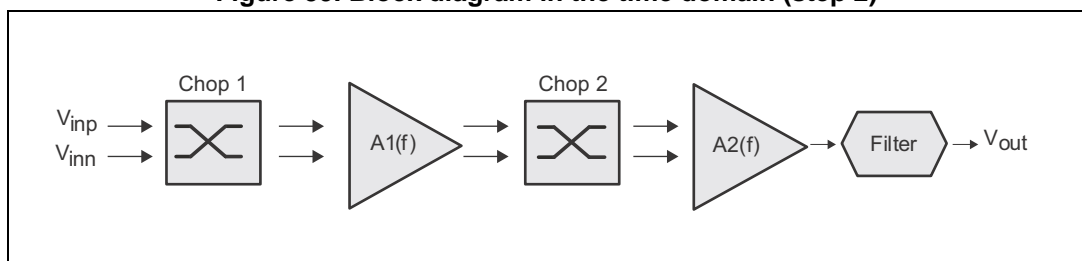 Figure Block diagram in the time domain (step 2)
Chop 1
Chop 2
Vinp
Vinn
A1(f)
A2(f)
Filter
Vout